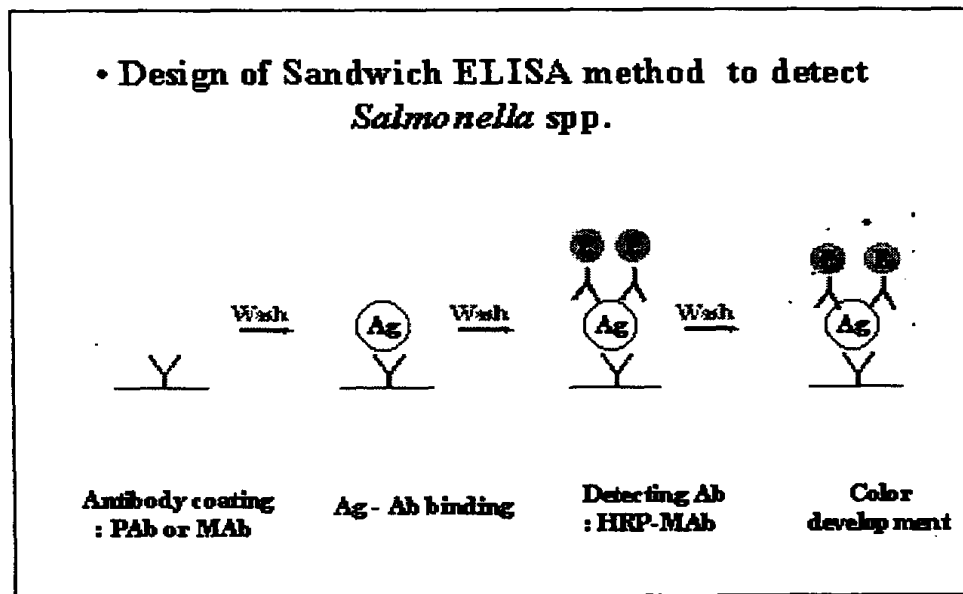 • Design of Sandwich ELISA method to detect
Salmonella spp.
Wash
Wash
Wash
Ag
Ag
Ag
Antibody coating
: PAb or MAb
Ag - Ab binding
Detecting Ab
: HRP-MAb
Color
development